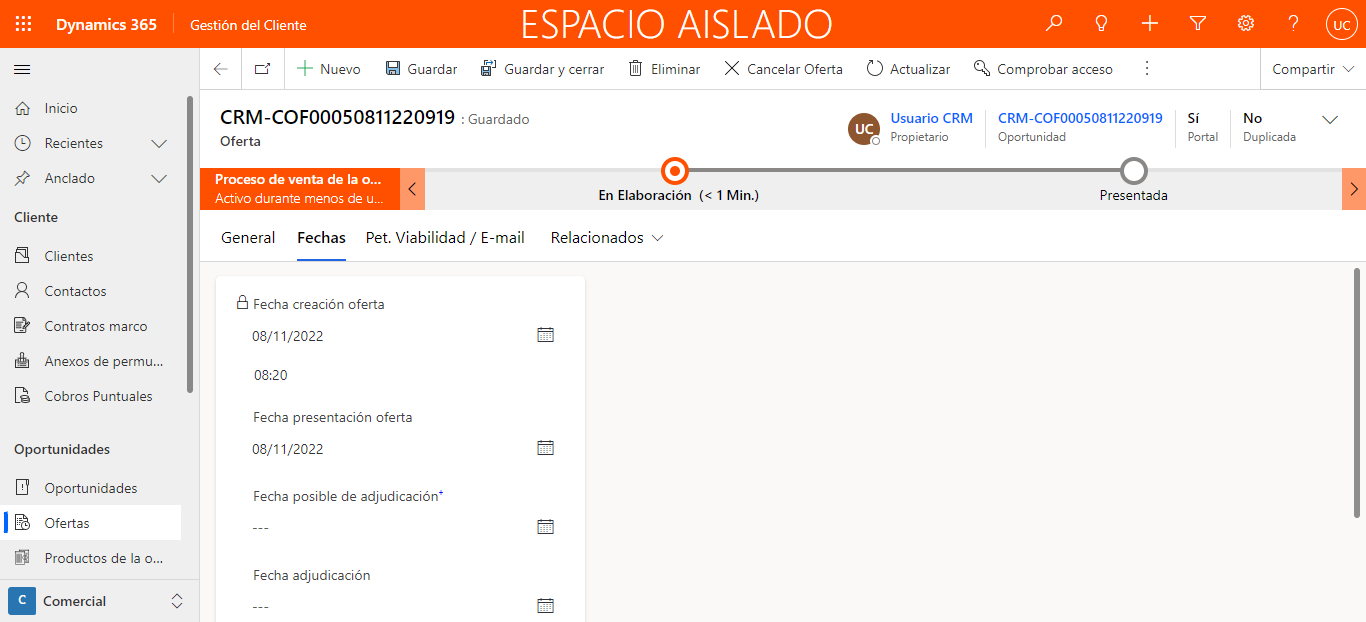 Dynamics 365 Gestión del Cliente ESPACIO AISLADO UC
Nuevo Guardar Guardar y cerrar Eliminar Cancelar Oferta Actualizar Comprobar acceso Compartir
Inicio
Recientes
Anclado
Cliente
Clientes
Contactos
Contratos marco
Anexos de permu...
Cobros Puntuales
Oportunidades
Oportunidades
Ofertas
Productos de la o...
C Comercial
CRM-COF00050811220919 : Guardado
Oferta
UC
Usuario CRM
Propietario
CRM-COF00050811220919
Oportunidad
Sí
Portal
No
Duplicada
Proceso de venta de la o...
Activo durante menos de u...
En Elaboración (< 1 Min.)
Presentada
General Fechas Pet. Viabilidad / E-mail Relacionados
Fecha creación oferta
08/11/2022
08:20
Fecha presentación oferta
08/11/2022
Fecha posible de adjudicación+
---
Fecha adjudicación
---